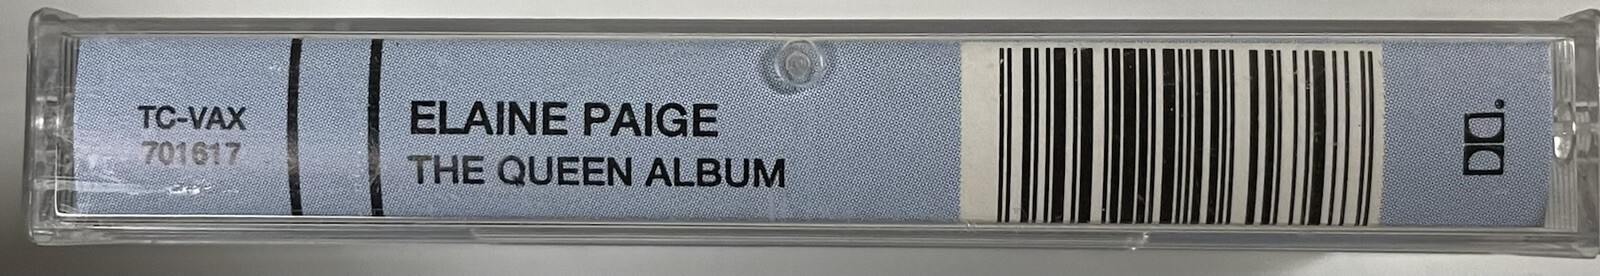 TC-VAX
701617
ELAINE PAIGE
THE QUEEN ALBUM